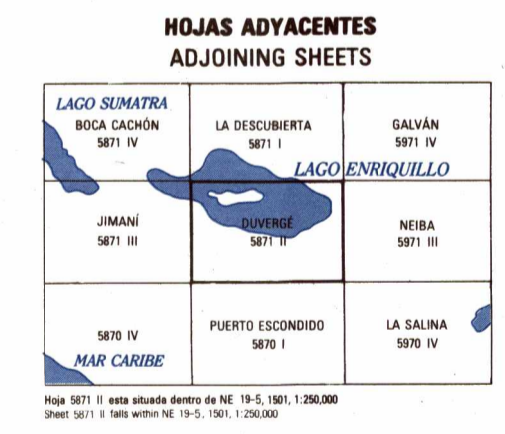 HOJAS ADYACENTES
ADJOINING SHEETS
LAGO SUMATRA
BOCA CACHÓN
5871 IV
LA DESCUBIERTA
5871 I
GALVÁN
5971 IV
LAGO ENRIQUILLO
JIMANÍ
5871 III
DUVERGÉ
5871 II
NEIBA
5971 III
5870 IV
MAR CARIBE
PUERTO ESCONDIDO
5870 I
LA SALINA
5970 IV
Hoja 5871 II esta situada dentro de NE 19-5, 1501, 1:250,000
Sheet 5871 II falls within NE 19-5, 1501, 1:250,000